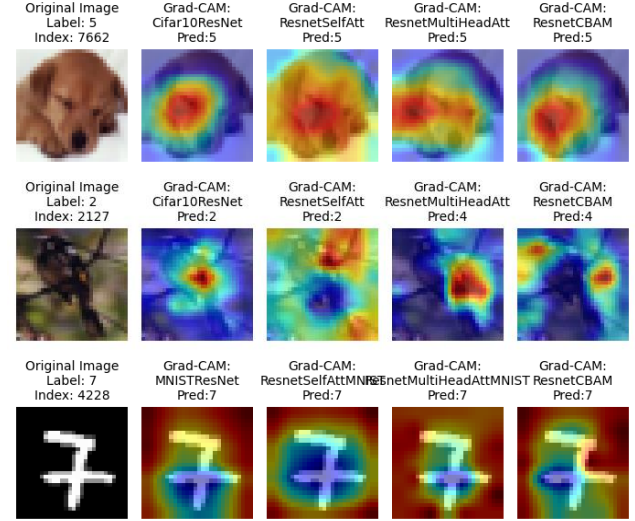 Original Image
Label: 5
Index: 7662
Grad-CAM:
Cifar10ResNet
Pred:5
Grad-CAM:
ResnetSelfAtt
Pred:5
Grad-CAM:
ResnetMultiHeadAtt
Pred:5
Grad-CAM:
ResnetCBAM
Pred:5
Original Image
Label: 2
Index: 2127
Grad-CAM:
Cifar10ResNet
Pred:2
Grad-CAM:
ResnetSelfAtt
Pred:2
Grad-CAM:
ResnetMultiHeadAtt
Pred:4
Grad-CAM:
ResnetCBAM
Pred:4
Original Image
Label: 7
Index: 4228
Grad-CAM:
MNISTResNet
Pred:7
Grad-CAM:
ResnetSelfAttMNIST
Pred:7
Grad-CAM:
ResnetMultiHeadAttMNIST
Pred:7
Grad-CAM:
ResnetCBAM
Pred:7
7